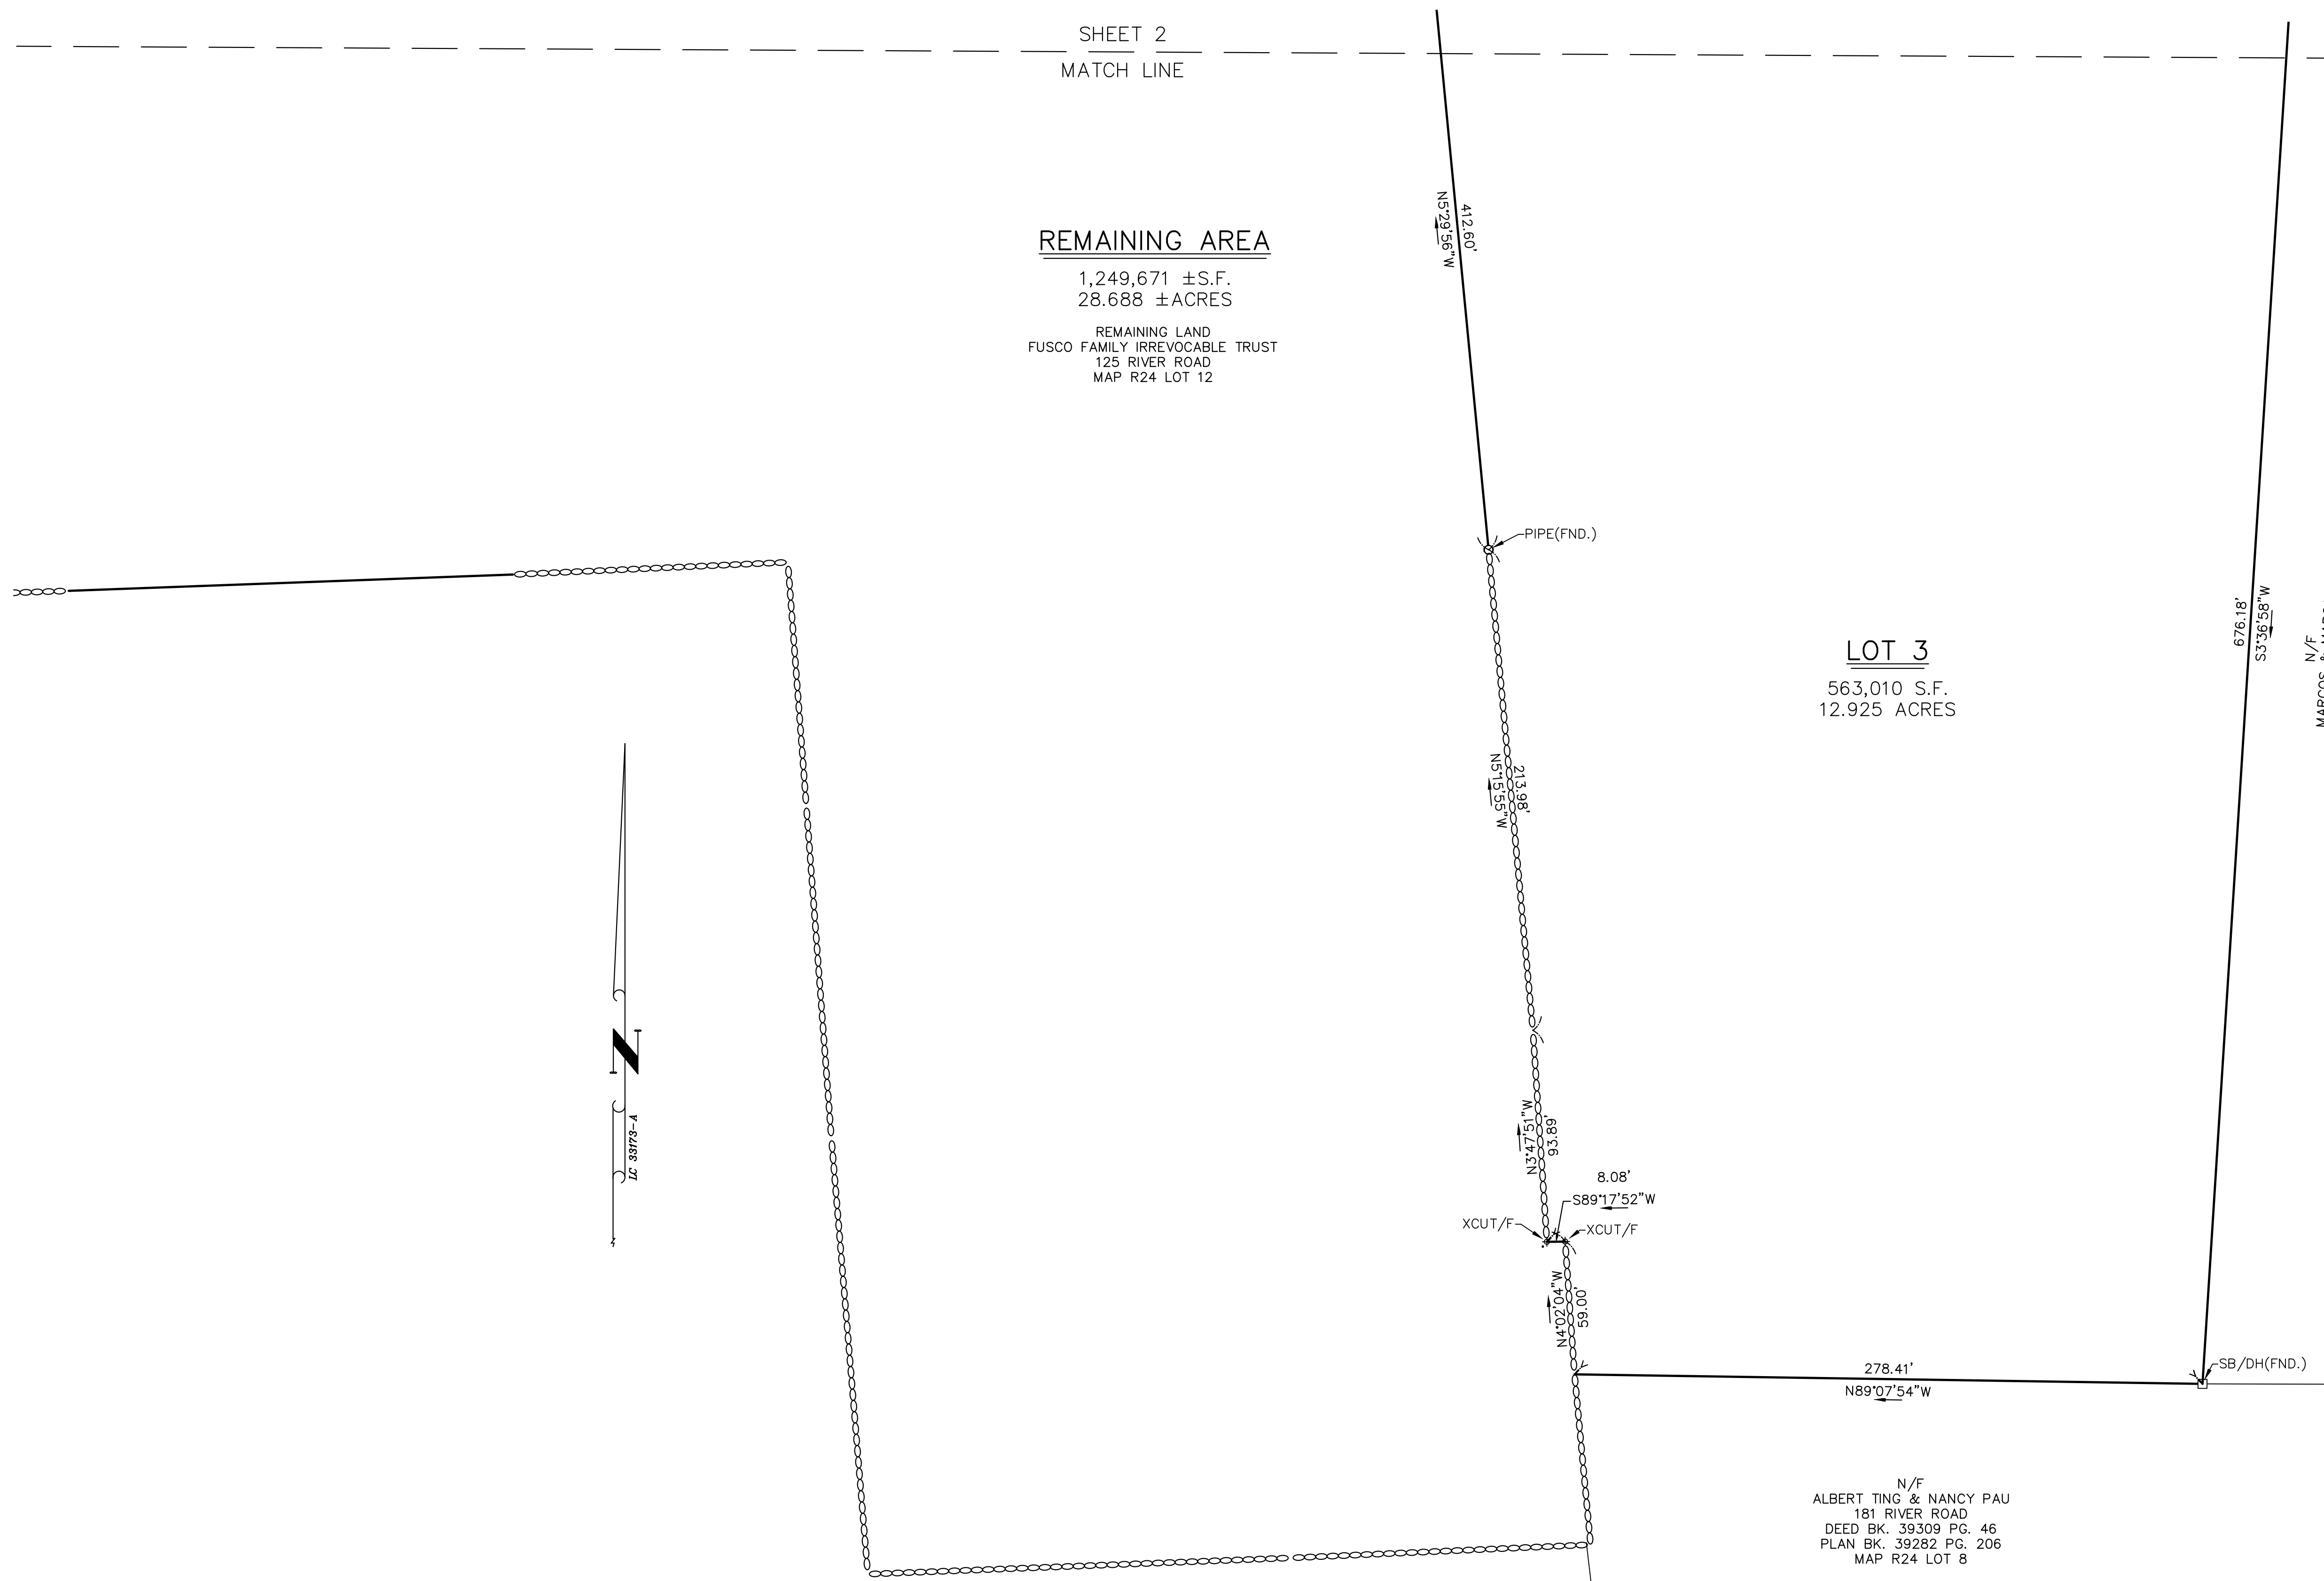 SHEET 2
MATCH LINE
412.60'
N5°29'56"W
REMAINING AREA
1,249,671 ±S.F.
28.688 ±ACRES
REMAINING LAND
FUSCO FAMILY IRREVOCABLE TRUST
125 RIVER ROAD
MAP R24 LOT 12
PIPE(FND.)
676.18'
S3°36'58"W
N/F
LOT 3
563,010 S.F.
12.925 ACRES
213.98'
N5°15'55"W
N
LC 33173-A
N3°47'51"W
93.89'
8.08'
S89°17'52"W
XCUT/F
XCUT/F
N4°02'04"W
59.00'
278.41'
N89°07'54"W
SB/DH(FND.)
N/F
ALBERT TING & NANCY PAU
181 RIVER ROAD
DEED BK. 39309 PG. 46
PLAN BK. 39282 PG. 206
MAP R24 LOT 8